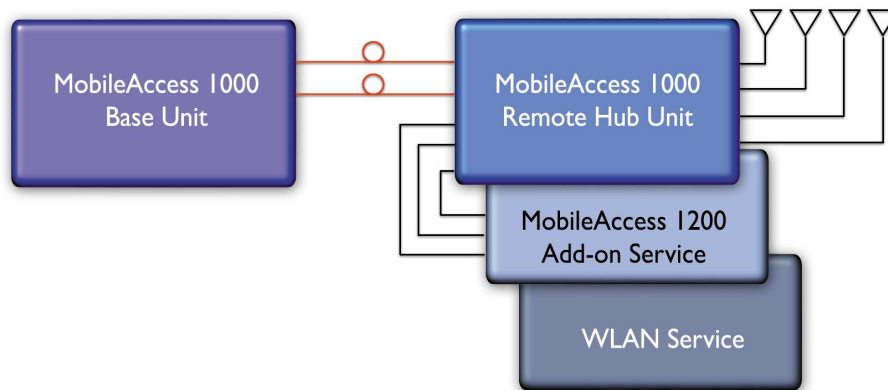 MobileAccess 1000
Base Unit
MobileAccess 1000
Remote Hub Unit
MobileAccess 1200
Add-on Service
WLAN Service